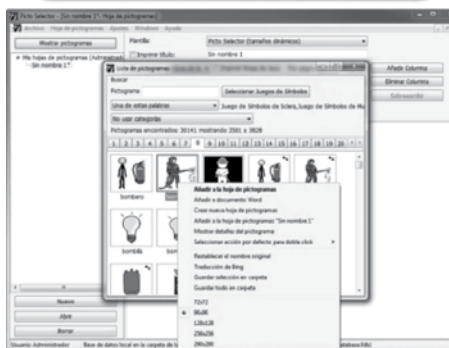 Picto Selector - [Sin nombre 1*: Hoja de pictogramas]
Archivo Hoja de pictogramas Ajustes Windows Ayuda
Mostrar pictogramas
Plantilla: Picto Selector (tamaños dinámicos)
Mis hojas de pictogramas (Administrado
Sin nombre 1*
Imprimir título: Sin nombre 1
Lista de pictogramas
Añadir Columna
Eliminar Columna
Sobreescribir
Buscar
Pictograma
Seleccionar Juegos de Símbolos
Una de estas palabras
Juego de Símbolos de Sclera, Juego de Símbolos de Mu
No usar categorías
Pictogramas encontrados: 30141 mostrando 3501 a 3828
1 2 3 4 5 6 7 8 9 10 11 12 13 14 15 16 17 18 19 20
bombero
bombilla
Añadir a la hoja de pictogramas
Añadir a documento Word
Crear nueva hoja de pictogramas
Añadir a la hoja de pictogramas "Sin nombre 1"
Mostrar detalles del pictograma
Seleccionar acción por defecto para doble click
Restablecer el nombre original
Traducción de Bing
Guardar selección en carpeta
Guardar todo en carpeta
72x72
96x96
128x128
256x256
280x280
Nuevo
Abrir
Borrar
Usuario: Administrador
Base de datos local en la carpeta de